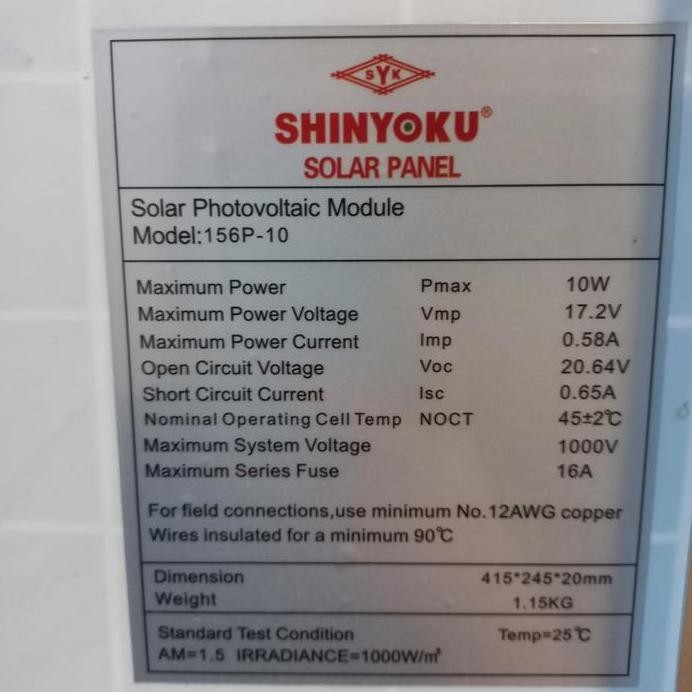 SYK
SHINYOKU®
SOLAR PANEL
Solar Photovoltaic Module
Model:156P-10
Maximum Power Pmax 10W
Maximum Power Voltage Vmp 17.2V
Maximum Power Current Imp 0.58A
Open Circuit Voltage Voc 20.64V
Short Circuit Current Isc 0.65A
Nominal Operating Cell Temp NOCT 45±2℃
Maximum System Voltage 1000V
Maximum Series Fuse 16A
For field connections,use minimum No.12AWG copper
Wires insulated for a minimum 90℃
Dimension 415*245*20mm
Weight 1.15KG
Standard Test Condition Temp=25℃
AM=1.5 IRRADIANCE=1000W/m²